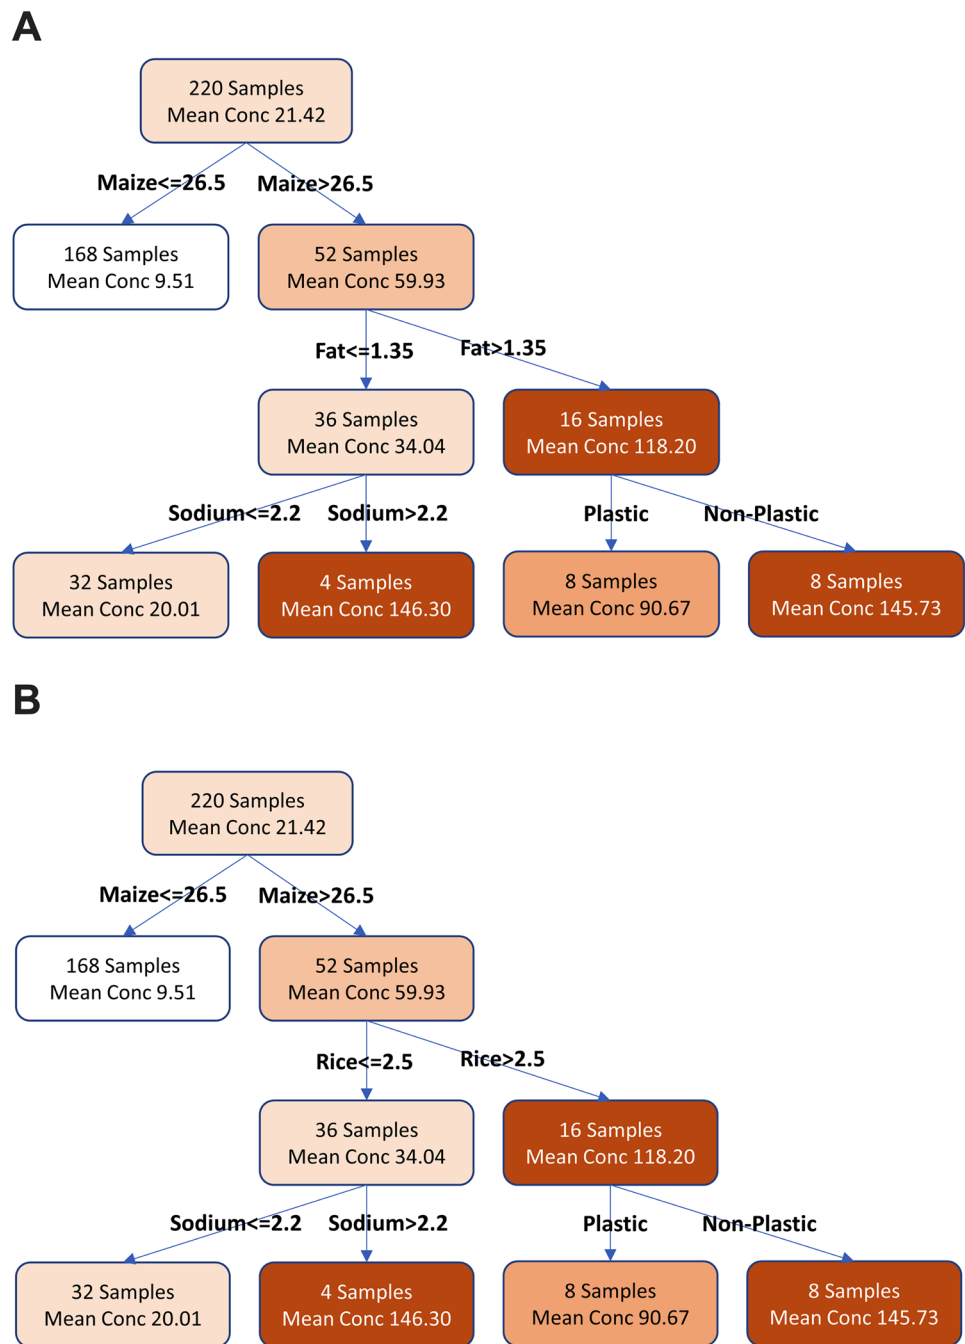 A
220 Samples
Mean Conc 21.42
Maize<=26.5
Maize>26.5
168 Samples
Mean Conc 9.51
52 Samples
Mean Conc 59.93
Fat<=1.35
Fat>1.35
36 Samples
Mean Conc 34.04
16 Samples
Mean Conc 118.20
Sodium<=2.2
Sodium>2.2
Plastic
Non-Plastic
32 Samples
Mean Conc 20.01
4 Samples
Mean Conc 146.30
8 Samples
Mean Conc 90.67
8 Samples
Mean Conc 145.73
B
220 Samples
Mean Conc 21.42
Maize<=26.5
Maize>26.5
168 Samples
Mean Conc 9.51
52 Samples
Mean Conc 59.93
Rice<=2.5
Rice>2.5
36 Samples
Mean Conc 34.04
16 Samples
Mean Conc 118.20
Sodium<=2.2
Sodium>2.2
Plastic
Non-Plastic
32 Samples
Mean Conc 20.01
4 Samples
Mean Conc 146.30
8 Samples
Mean Conc 90.67
8 Samples
Mean Conc 145.73